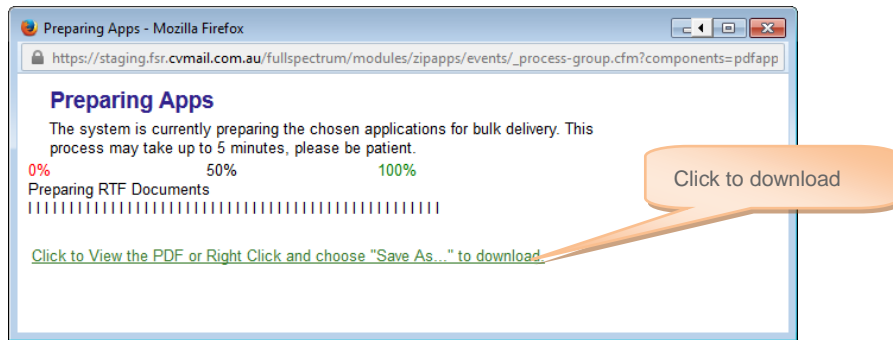 Preparing Apps - Mozilla Firefox
https://staging.fsr.cvmail.com.au/fullspectrum/modules/zipapps/events/_process-group.cfm?components=pdfapp
Preparing Apps
The system is currently preparing the chosen applications for bulk delivery. This
process may take up to 5 minutes, please be patient.
0% 50% 100%
Preparing RTF Documents
Click to download
Click to View the PDF or Right Click and choose "Save As..." to download.